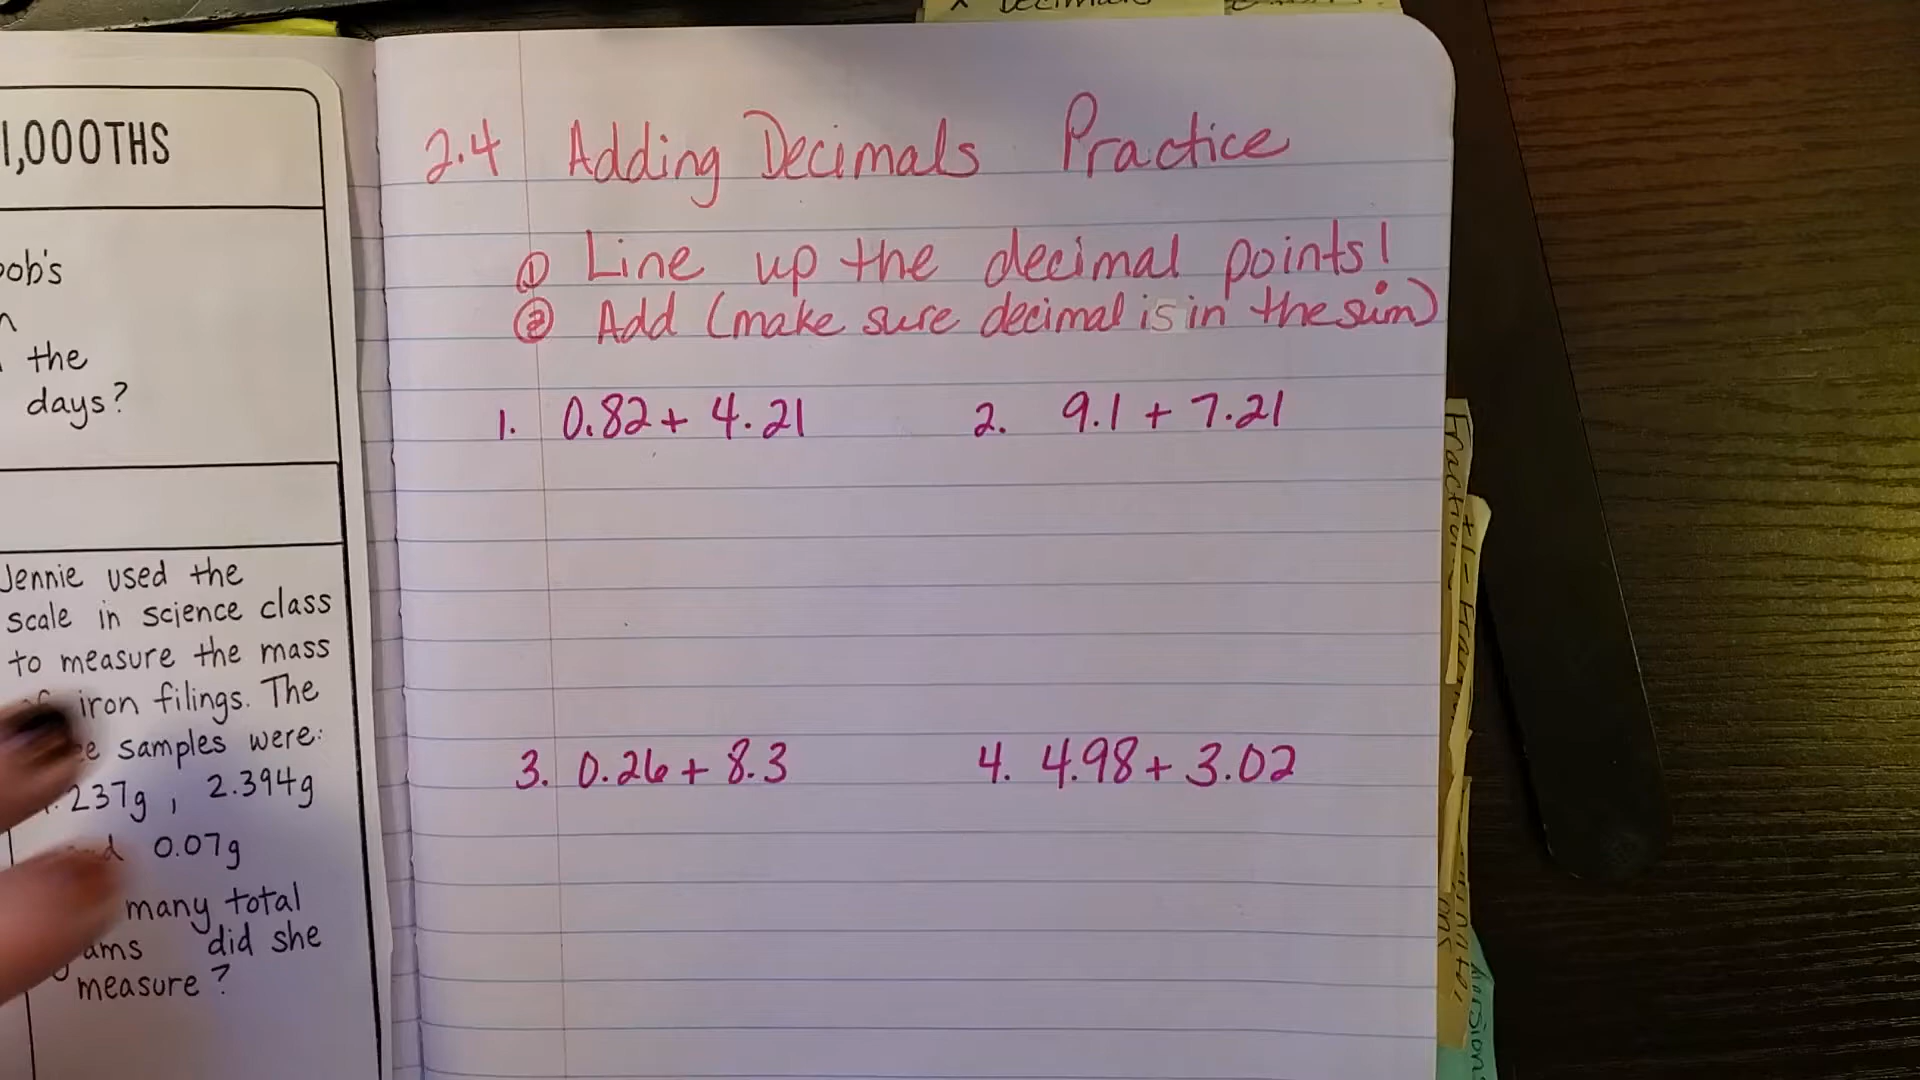 1,000THS
the
days?
Jennie used the
scale in science class
to measure the mass
iron filings. The
samples were:
237g, 2.394g
0.07g
many total
did she
measure?
2.4 Adding Decimals Practice
① Line up the decimal points!
② Add (make sure decimal is in the sum)
1. 0.82 + 4.21
2. 9.1 + 7.21
3. 0.26 + 8.3
4. 4.98 + 3.02